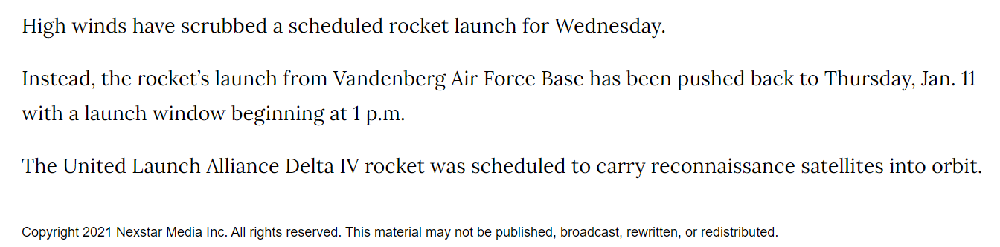 High winds have scrubbed a scheduled rocket launch for Wednesday.
Instead, the rocket’s launch from Vandenberg Air Force Base has been pushed back to Thursday, Jan. 11
with a launch window beginning at 1 p.m.
The United Launch Alliance Delta IV rocket was scheduled to carry reconnaissance satellites into orbit.
Copyright 2021 Nexstar Media Inc. All rights reserved. This material may not be published, broadcast, rewritten, or redistributed.